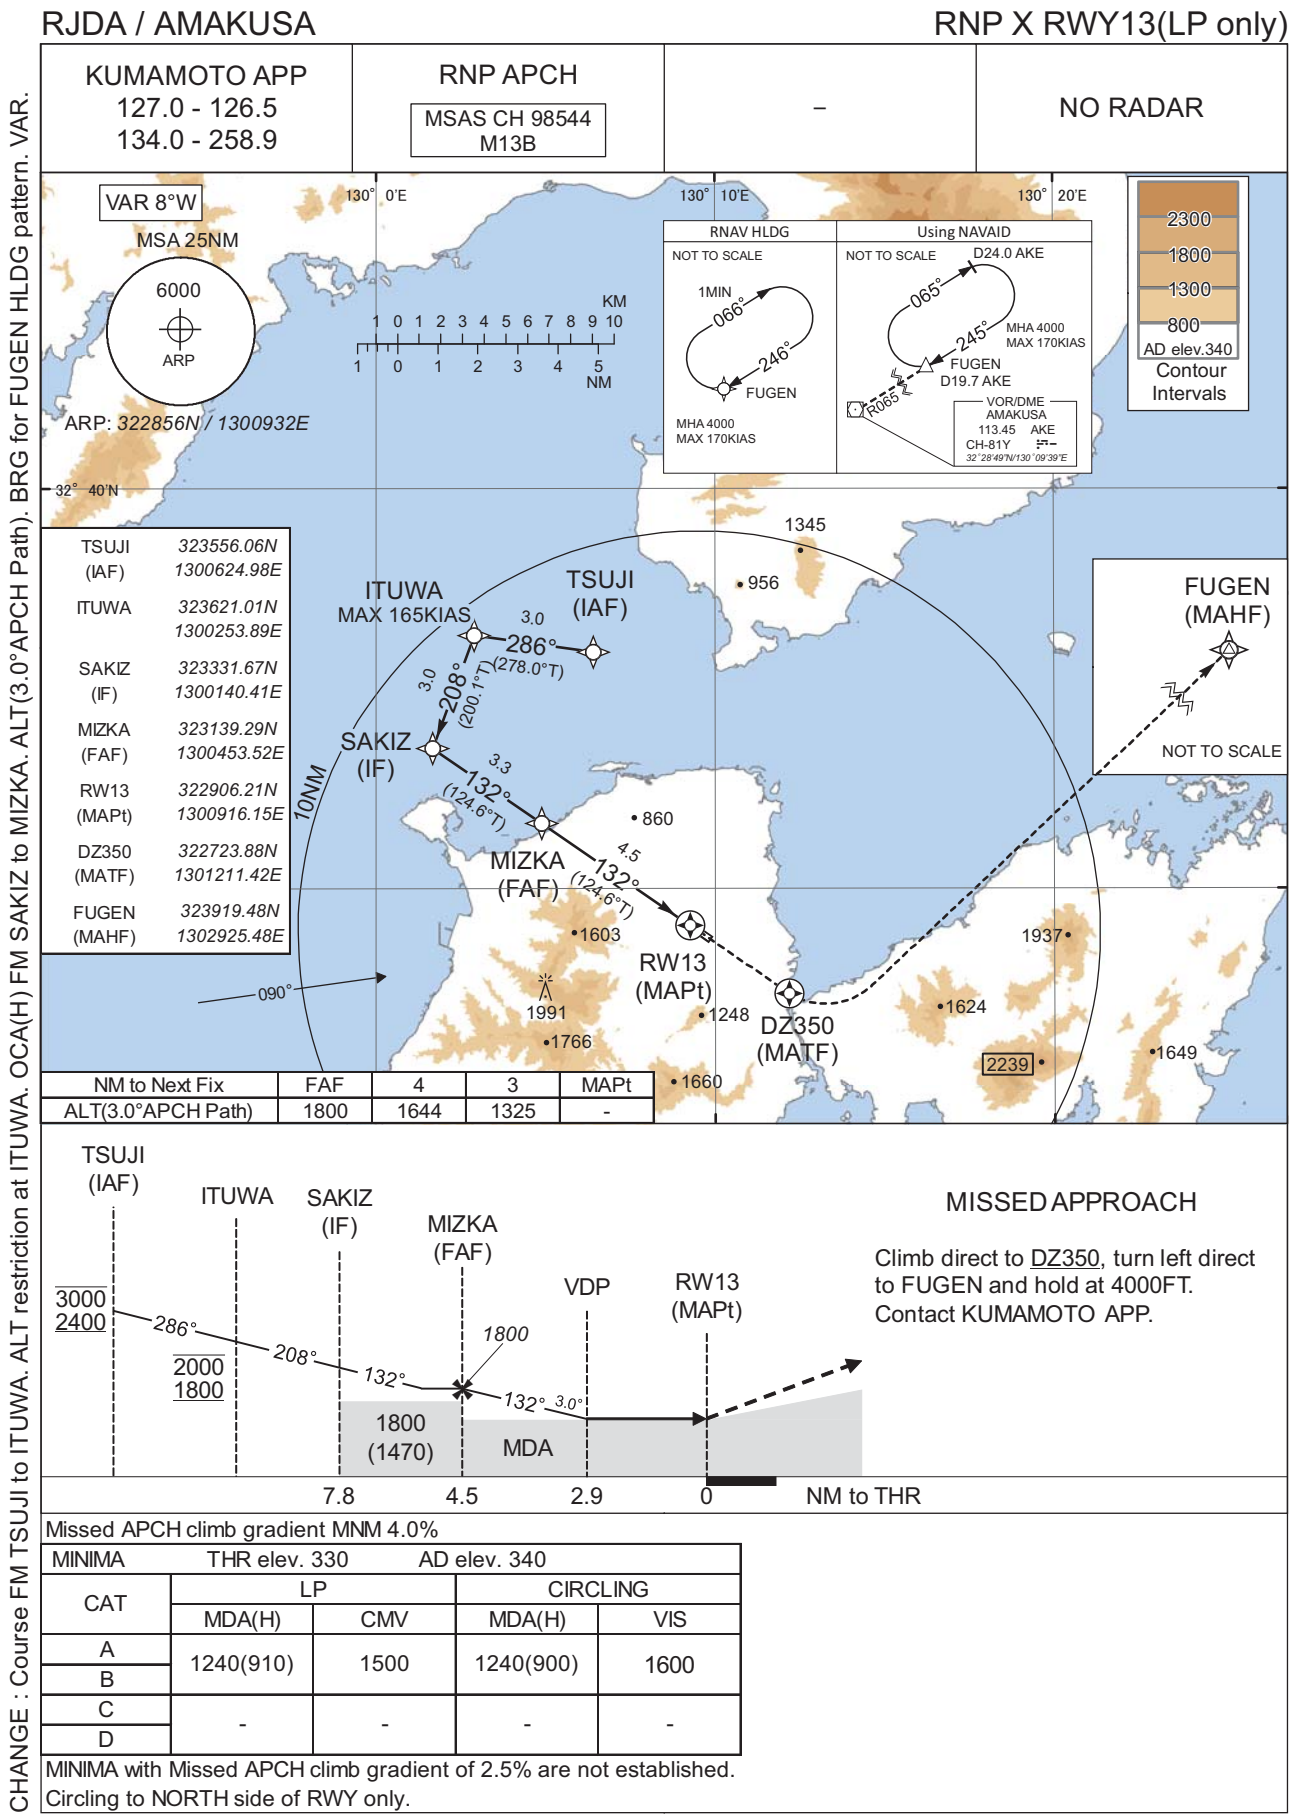 RJDA / AMAKUSA
RNP X RWY13(LP only)
KUMAMOTO APP
127.0 - 126.5
134.0 - 258.9
RNP APCH
MSAS CH 98544
M13B
–
NO RADAR
CHANGE : Course FM TSUJI to ITUWA. ALT restriction at ITUWA. OCA(H) FM SAKIZ to MIZKA. ALT(3.0°APCH Path). BRG for FUGEN HLDG pattern. VAR.
VAR 8°W
130° 0'E
130° 10'E
130° 20'E
MSA 25NM
6000
ARP
ARP: 322856N / 1300932E
KM
1 0 1 2 3 4 5 6 7 8 9 10
1 0 1 2 3 4 5
NM
RNAV HLDG
NOT TO SCALE
1MIN
066°
246°
FUGEN
MHA 4000
MAX 170KIAS
Using NAVAID
NOT TO SCALE
D24.0 AKE
065°
245°
MHA 4000
MAX 170KIAS
FUGEN
D19.7 AKE
R065
VOR/DME
AMAKUSA
113.45 AKE
CH-81Y
32°28'49"N/130°09'39"E
2300
1800
1300
800
AD elev.340
Contour
Intervals
32° 40'N
TSUJI 323556.06N
(IAF) 1300624.98E
ITUWA 323621.01N
1300253.89E
SAKIZ 323331.67N
(IF) 1300140.41E
MIZKA 323139.29N
(FAF) 1300453.52E
RW13 322906.21N
(MAPt) 1300916.15E
DZ350 322723.88N
(MATF) 1301211.42E
FUGEN 323919.48N
(MAHF) 1302925.48E
1345
956
ITUWA
MAX 165KIAS
TSUJI
(IAF)
3.0
286°
(278.0°T)
3.0
208°
(200.1°T)
SAKIZ
(IF)
3.3
132°
(124.6°T)
10NM
860
MIZKA
(FAF)
4.5
132°
(124.6°T)
FUGEN
(MAHF)
NOT TO SCALE
1603
RW13
(MAPt)
1937
090°
1991
1248
DZ350
(MATF)
1624
1766
2239
1649
1660
NM to Next Fix FAF 4 3 MAPt
ALT(3.0°APCH Path) 1800 1644 1325 -
TSUJI
(IAF)
ITUWA
SAKIZ
(IF)
MIZKA
(FAF)
VDP
RW13
(MAPt)
3000
2400
286°
2000
1800
208°
132°
1800
132° 3.0°
1800
(1470)
MDA
7.8 4.5 2.9 0 NM to THR
MISSED APPROACH
Climb direct to DZ350, turn left direct
to FUGEN and hold at 4000FT.
Contact KUMAMOTO APP.
Missed APCH climb gradient MNM 4.0%
MINIMA THR elev. 330 AD elev. 340
CAT LP CIRCLING
MDA(H) CMV MDA(H) VIS
A
B
1240(910) 1500 1240(900) 1600
C
D
- - - -
MINIMA with Missed APCH climb gradient of 2.5% are not established.
Circling to NORTH side of RWY only.